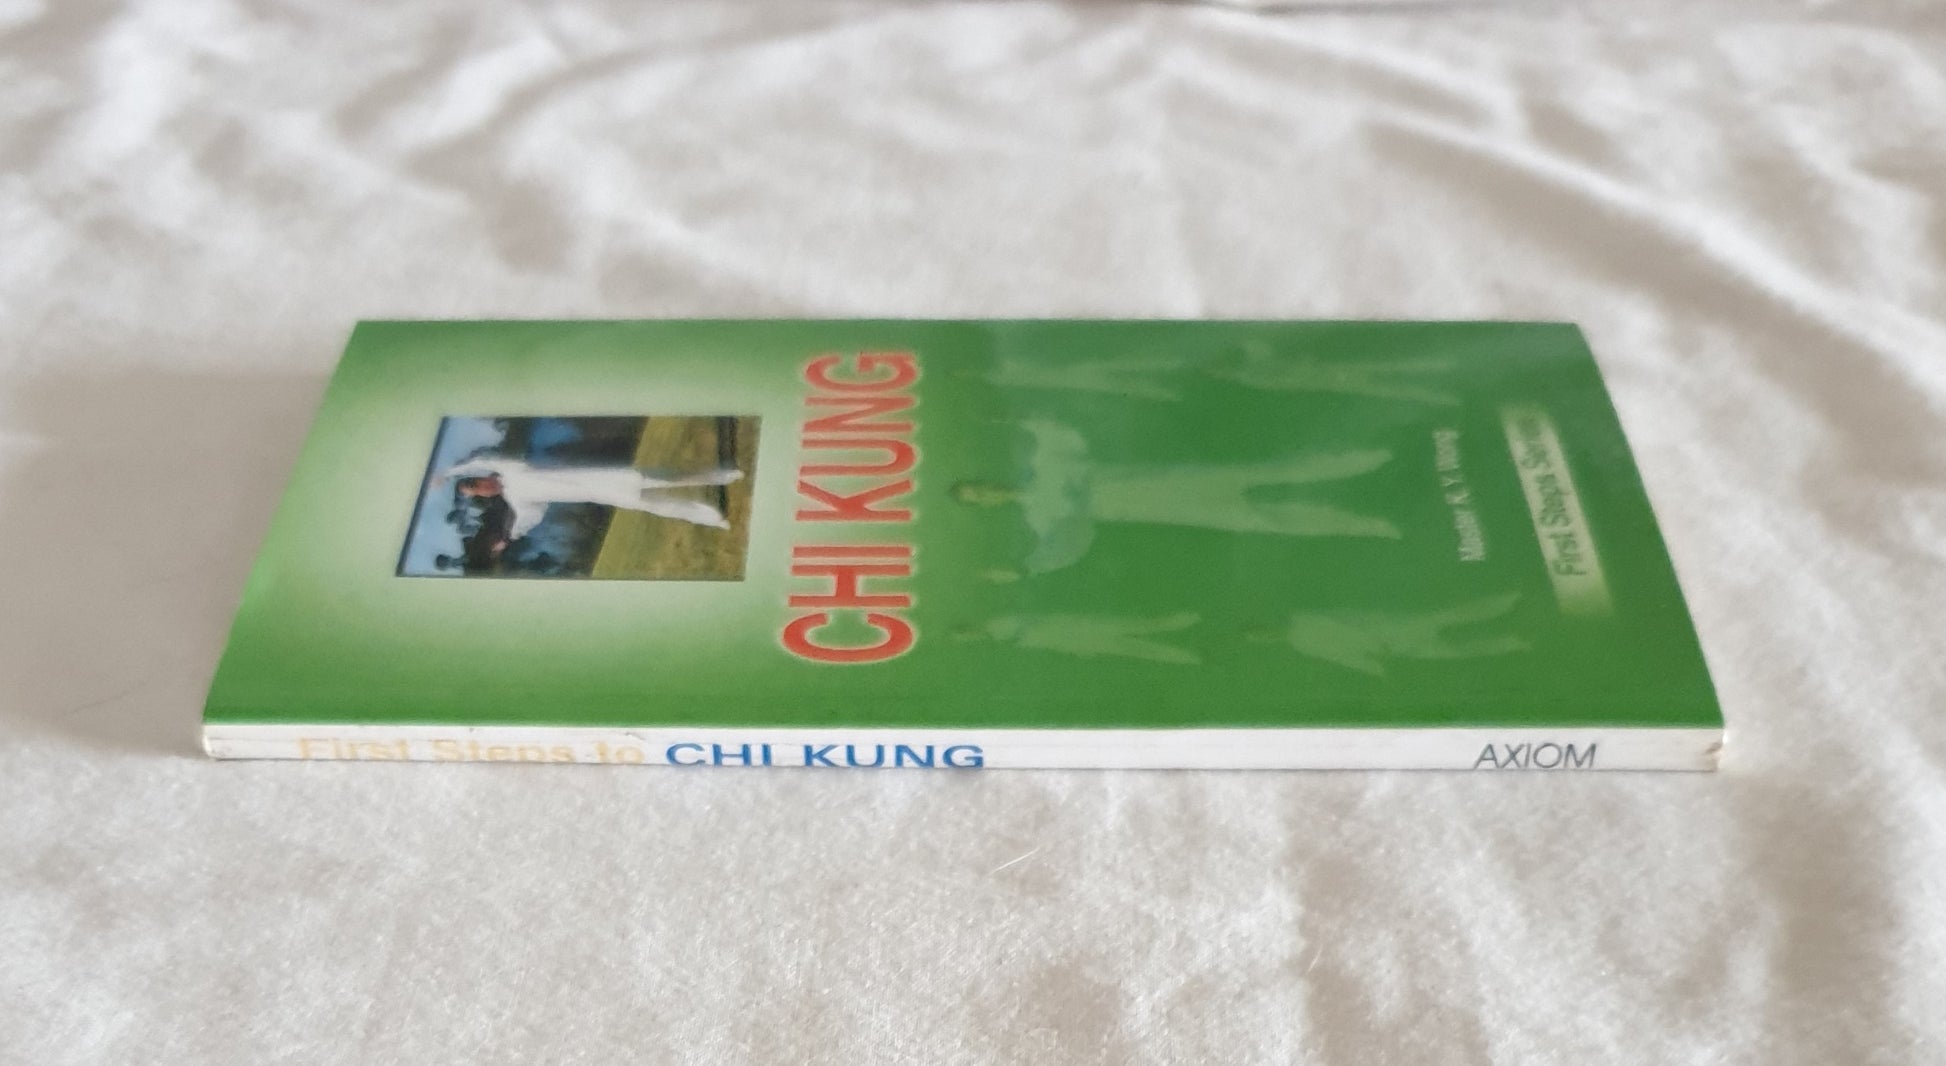 CHI KUNG
Master K. Y. Wong
First Steps Series
First Steps to CHI KUNG
AXIOM